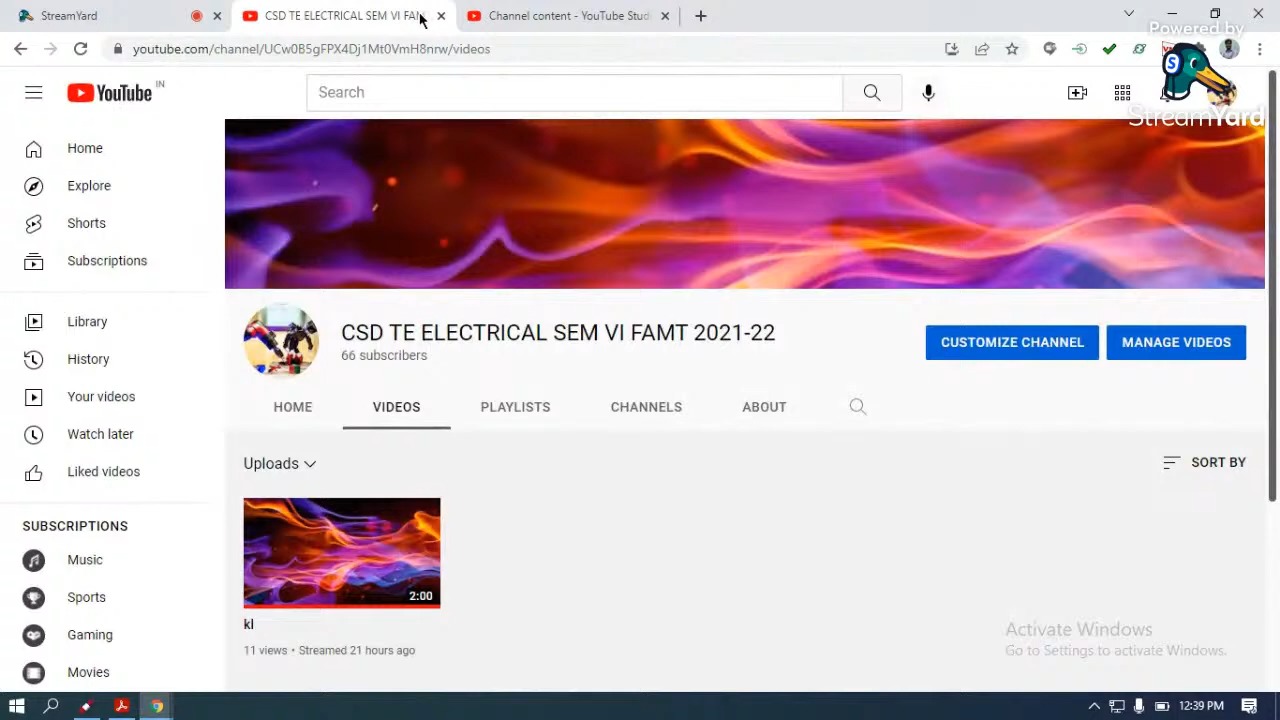 StreamYard
CSD TE ELECTRICAL SEM VI FAM
Channel content - YouTube Stud
youtube.com/channel/UCw0B5gFPX4Dj1Mt0VmH8nrw/videos
Powered by
StreamYard
YouTube IN
Search
Home
Explore
Shorts
Subscriptions
Library
History
Your videos
Watch later
Liked videos
SUBSCRIPTIONS
Music
Sports
Gaming
Movies
CSD TE ELECTRICAL SEM VI FAMT 2021-22
66 subscribers
CUSTOMIZE CHANNEL
MANAGE VIDEOS
HOME
VIDEOS
PLAYLISTS
CHANNELS
ABOUT
Uploads
SORT BY
2:00
kl
11 views • Streamed 21 hours ago
Activate Windows
Go to Settings to activate Windows.
12:39 PM